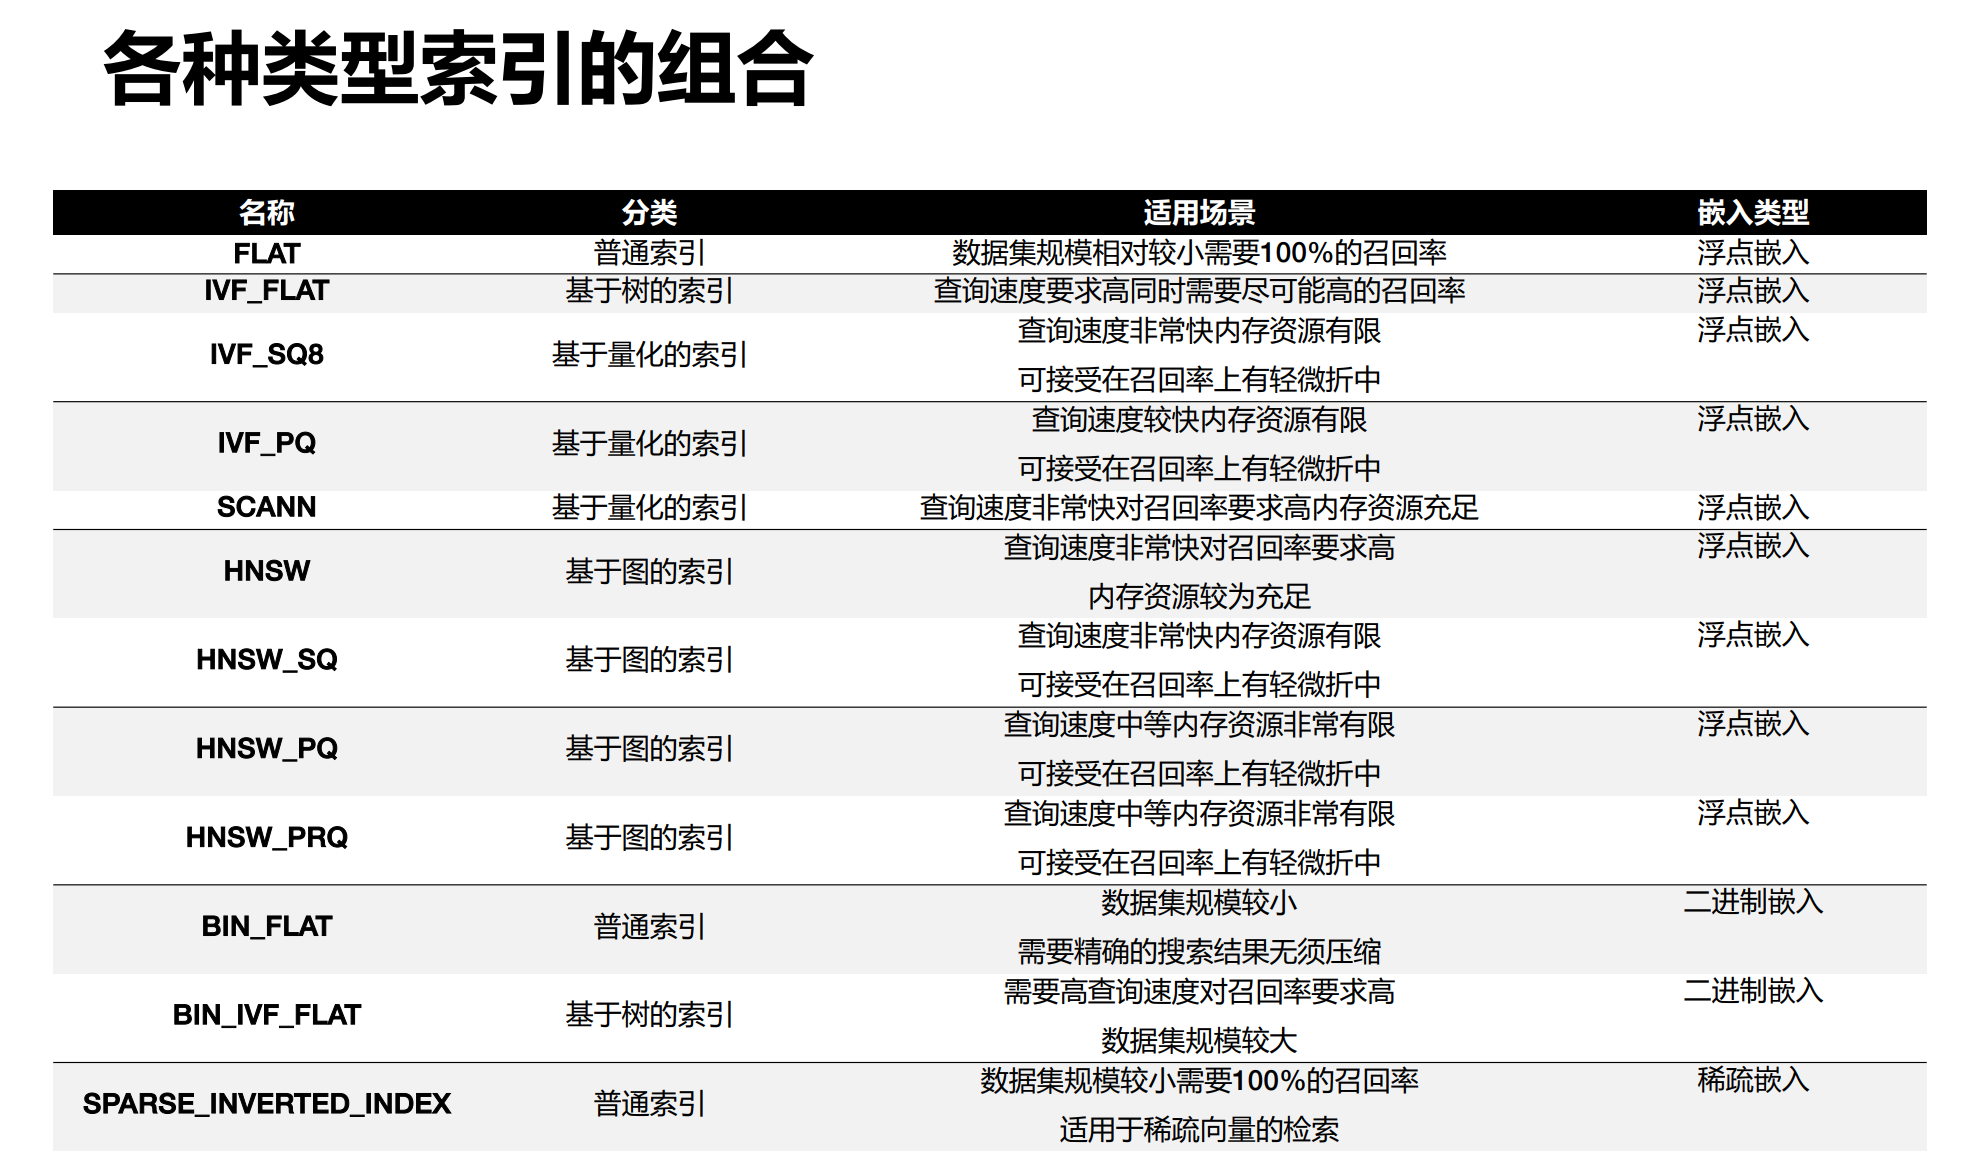 各种类型索引的组合
名称 分类 适用场景 嵌入类型
FLAT 普通索引 数据集规模相对较小需要100%的召回率 浮点嵌入
IVF_FLAT 基于树的索引 查询速度要求高同时需要尽可能高的召回率 浮点嵌入
IVF_SQ8 基于量化的索引 查询速度非常快内存资源有限 浮点嵌入
可接受在召回率上有轻微折中
IVF_PQ 基于量化的索引 查询速度较快内存资源有限 浮点嵌入
可接受在召回率上有轻微折中
SCANN 基于量化的索引 查询速度非常快对召回率要求高内存资源充足 浮点嵌入
HNSW 基于图的索引 查询速度非常快对召回率要求高 浮点嵌入
内存资源较为充足
HNSW_SQ 基于图的索引 查询速度非常快内存资源有限 浮点嵌入
可接受在召回率上有轻微折中
HNSW_PQ 基于图的索引 查询速度中等内存资源非常有限 浮点嵌入
可接受在召回率上有轻微折中
HNSW_PRQ 基于图的索引 查询速度中等内存资源非常有限 浮点嵌入
可接受在召回率上有轻微折中
BIN_FLAT 普通索引 数据集规模较小 二进制嵌入
需要精确的搜索结果无须压缩
BIN_IVF_FLAT 基于树的索引 需要高查询速度对召回率要求高 二进制嵌入
数据集规模较大
SPARSE_INVERTED_INDEX 普通索引 数据集规模较小需要100%的召回率 稀疏嵌入
适用于稀疏向量的检索